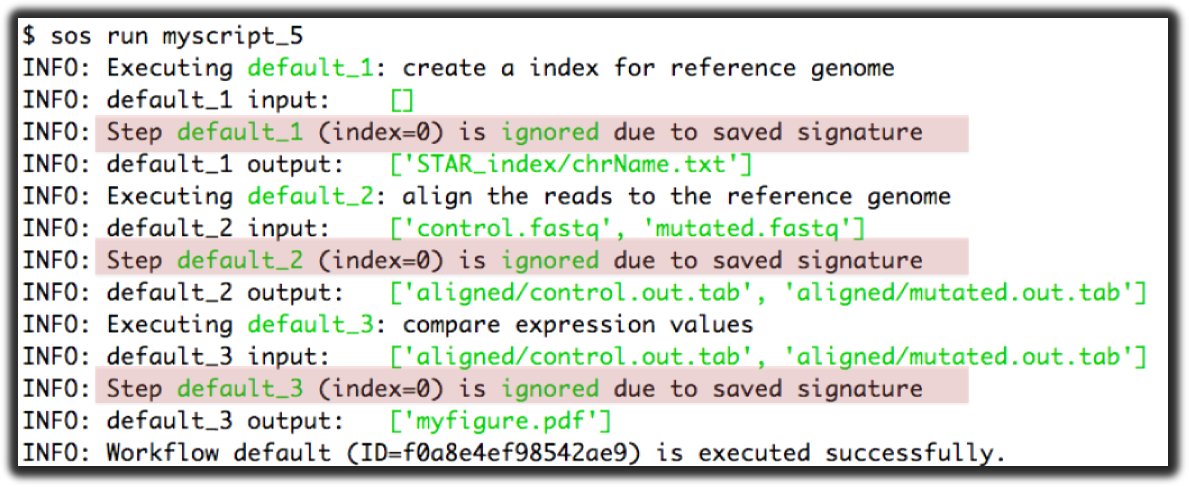 $ sos run myscript_5
INFO: Executing default_1: create a index for reference genome
INFO: default_1 input:    []
INFO: Step default_1 (index=0) is ignored due to saved signature
INFO: default_1 output:   ['STAR_index/chrName.txt']
INFO: Executing default_2: align the reads to the reference genome
INFO: default_2 input:    ['control.fastq', 'mutated.fastq']
INFO: Step default_2 (index=0) is ignored due to saved signature
INFO: default_2 output:   ['aligned/control.out.tab', 'aligned/mutated.out.tab']
INFO: Executing default_3: compare expression values
INFO: default_3 input:    ['aligned/control.out.tab', 'aligned/mutated.out.tab']
INFO: Step default_3 (index=0) is ignored due to saved signature
INFO: default_3 output:   ['myfigure.pdf']
INFO: Workflow default (ID=f0a8e4ef98542ae9) is executed successfully.